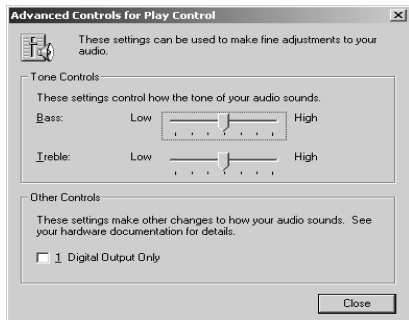 Advanced Controls for Play Control
These settings can be used to make fine adjustments to your
audio.
Tone Controls
These settings control how the tone of your audio sounds.
Bass: Low High
Treble: Low High
Other Controls
These settings make other changes to how your audio sounds. See
your hardware documentation for details.
1 Digital Output Only
Close